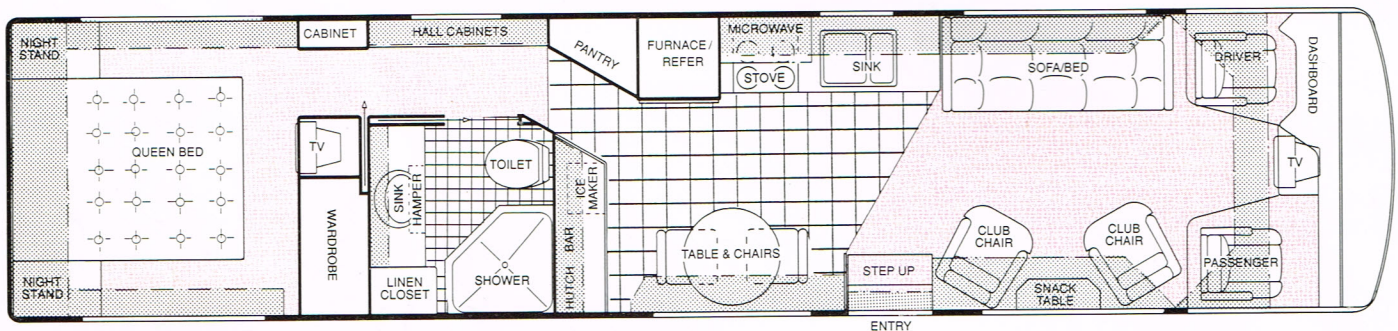 NIGHT
STAND
CABINET
HALL CABINETS
PANTRY
FURNACE /
REFER
MICROWAVE
STOVE
SINK
SOFA/BED
DRIVER
DASHBOARD
QUEEN BED
TV
TOILET
SINK
HAMPER
ICE
MAKER
TV
WARDROBE
HUTCH BAR
TABLE & CHAIRS
CLUB
CHAIR
CLUB
CHAIR
STEP UP
PASSENGER
NIGHT
STAND
LINEN
CLOSET
SHOWER
SNACK
TABLE
ENTRY